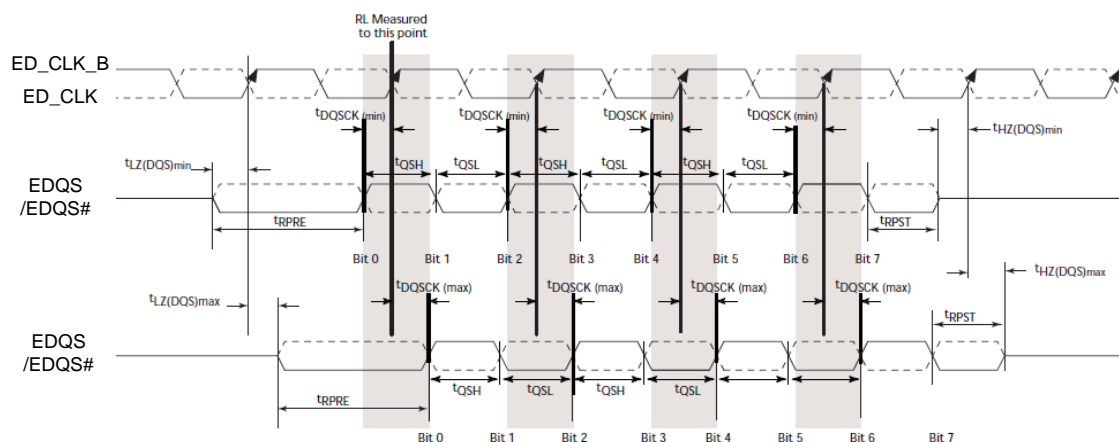 RL Measured
to this point
ED_CLK_B
ED_CLK
tDQSCK (min) tDQSCK (min) tDQSCK (min) tDQSCK (min)
tHZ(DQS)min
tLZ(DQS)min
tQSH tQSL tQSH tQSL tQSH tQSL
EDQS
/EDQS#
tRPRE
tRPST
Bit 0 Bit 1 Bit 2 Bit 3 Bit 4 Bit 5 Bit 6 Bit 7
tDQSCK (max) tDQSCK (max) tDQSCK (max) tDQSCK (max)
tHZ(DQS)max
tLZ(DQS)max
tRPST
EDQS
/EDQS#
tRPRE
tQSH tQSL tQSH tQSL
Bit 0 Bit 1 Bit 2 Bit 3 Bit 4 Bit 5 Bit 6 Bit 7